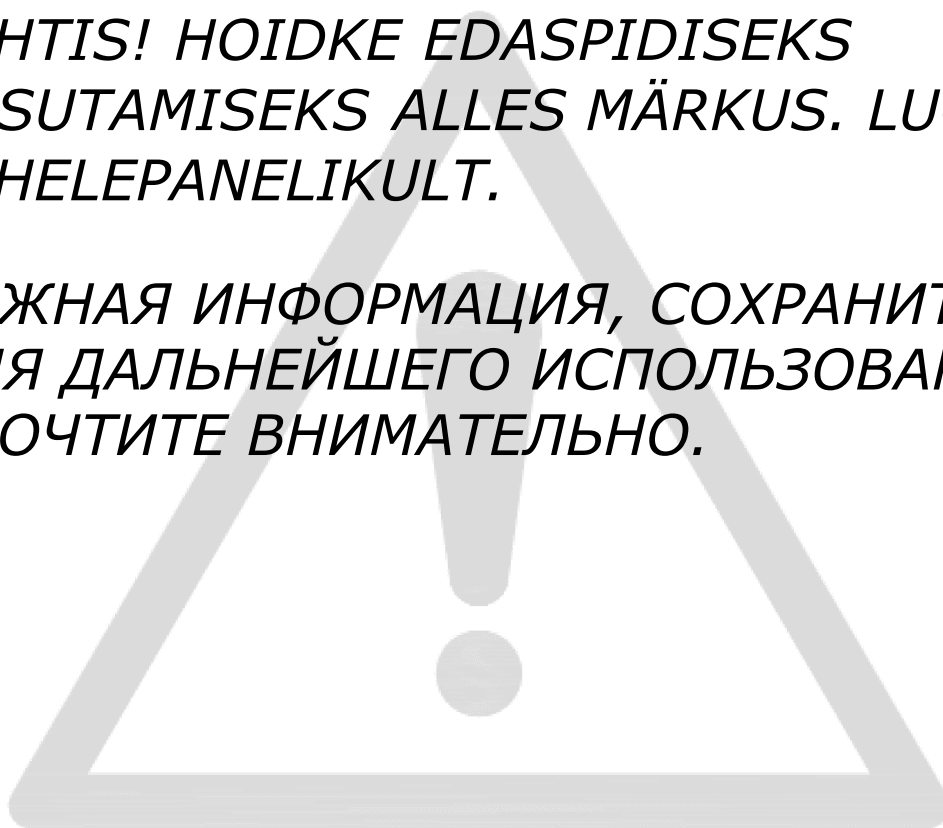 HTIS! HOIDKE EDASPIDISEKS
SUTAMISEKS ALLES MÄRKUS. LU
HELEPANELIKULT.
ЖНАЯ ИНФОРМАЦИЯ, СОХРАНИТ
Я ДАЛЬНЕЙШЕГО ИСПОЛЬЗОВА
ОЧТИТЕ ВНИМАТЕЛЬНО.